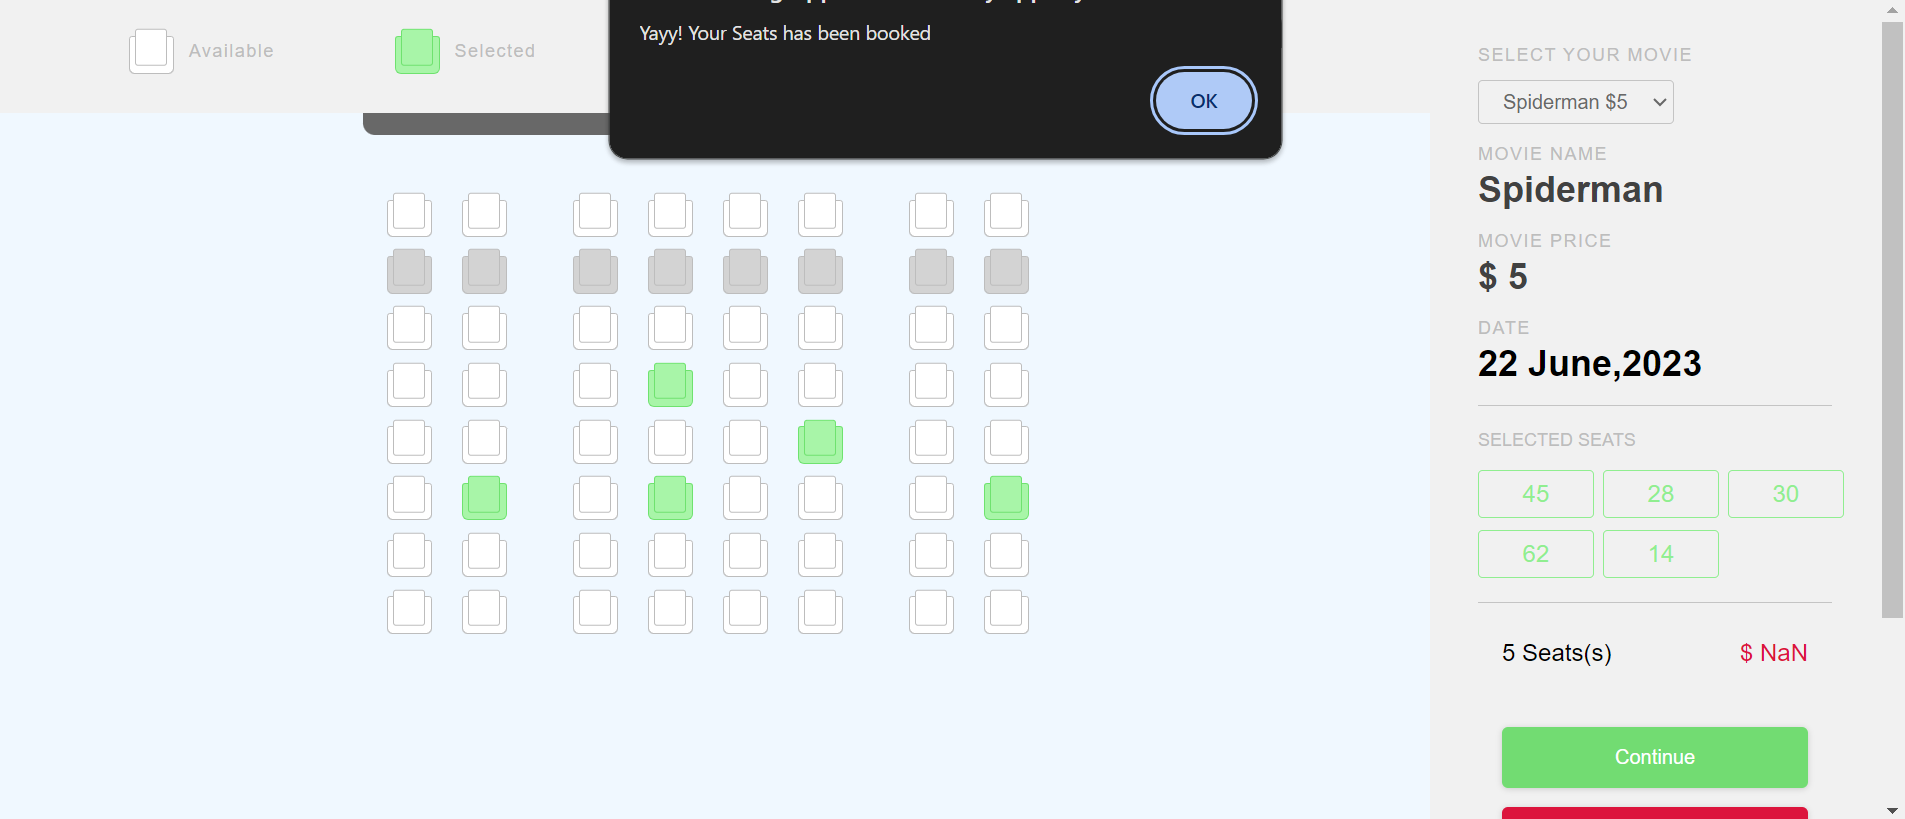 Yayy! Your Seats has been booked
OK
Available
Selected
SELECT YOUR MOVIE
Spiderman $5
MOVIE NAME
Spiderman
MOVIE PRICE
$ 5
DATE
22 June,2023
SELECTED SEATS
45 28 30
62 14
5 Seats(s) $ NaN
Continue